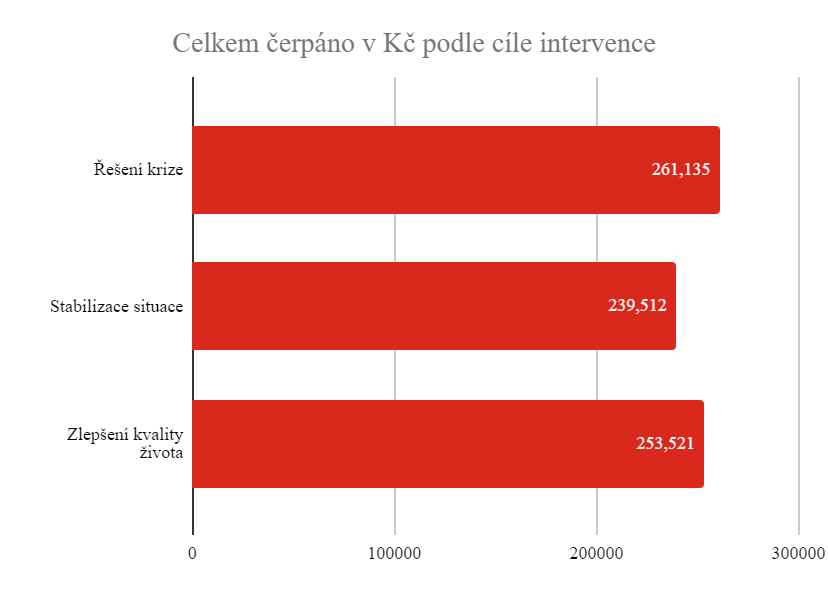 Celkem čerpáno v Kč podle cíle intervence
Řešení krize
261,135
Stabilizace situace
239,512
Zlepšení kvality
života
253,521
0
100000
200000
300000